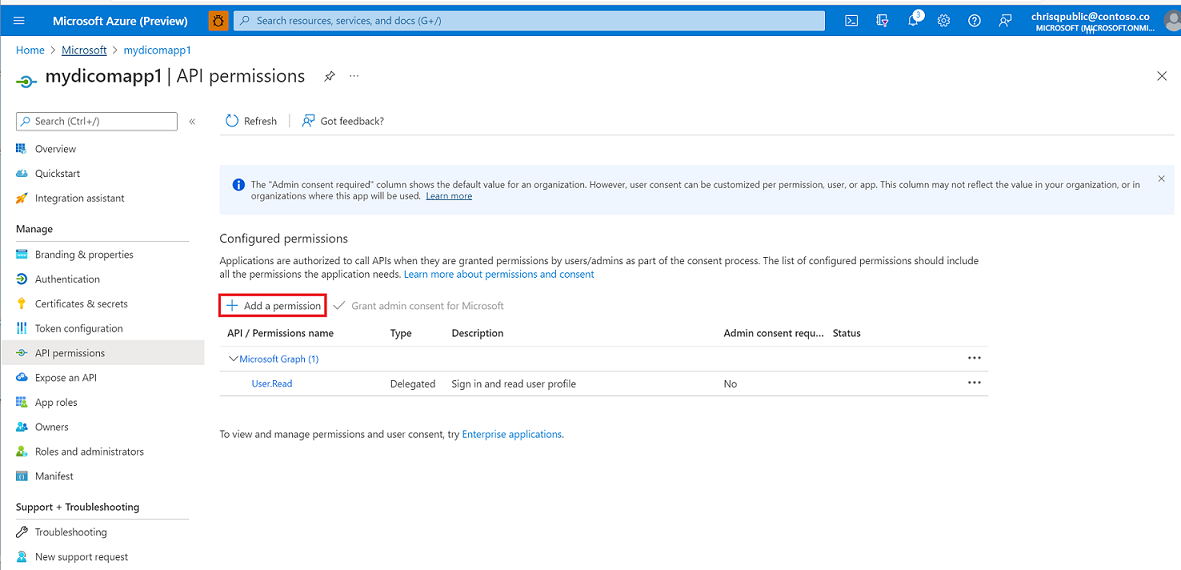 Microsoft Azure (Preview)
Search resources, services, and docs (G+/)
3
chrisqpublic@contoso.co
MICROSOFT (MICROSOFT.ONMI...
Home > Microsoft > mydicomapp1
mydicomapp1 | API permissions
Search (Ctrl+/)
Refresh
Got feedback?
Overview
Quickstart
Integration assistant
Manage
Branding & properties
Authentication
Certificates & secrets
Token configuration
API permissions
Expose an API
App roles
Owners
Roles and administrators
Manifest
Support + Troubleshooting
Troubleshooting
New support request
The "Admin consent required" column shows the default value for an organization. However, user consent can be customized per permission, user, or app. This column may not reflect the value in your organization, or in
organizations where this app will be used. Learn more
Configured permissions
Applications are authorized to call APIs when they are granted permissions by users/admins as part of the consent process. The list of configured permissions should include
all the permissions the application needs. Learn more about permissions and consent
Add a permission
Grant admin consent for Microsoft
API / Permissions name Type Description Admin consent requ... Status
Microsoft Graph (1)
User.Read Delegated Sign in and read user profile No
To view and manage permissions and user consent, try Enterprise applications.